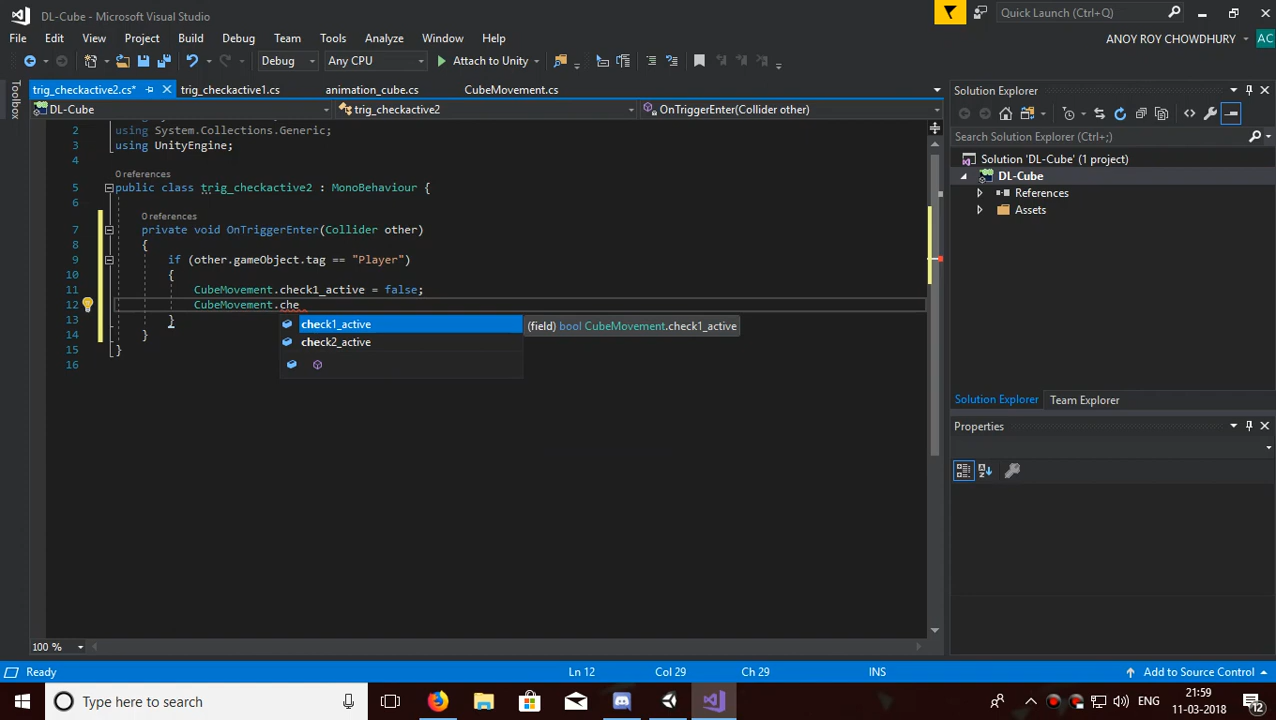 DL-Cube - Microsoft Visual Studio
Quick Launch (Ctrl+Q)
File Edit View Project Build Debug Team Tools Analyze Window Help
ANOY ROY CHOWDHURY AC
Debug Any CPU Attach to Unity
Toolbox
trig_checkactive2.cs* trig_checkactive1.cs animation_cube.cs CubeMovement.cs
DL-Cube trig_checkactive2 OnTriggerEnter(Collider other)
2 using System.Collections.Generic;
3 using UnityEngine;
4
0 references
5 public class trig_checkactive2 : MonoBehaviour {
6
0 references
7 private void OnTriggerEnter(Collider other)
8 {
9 if (other.gameObject.tag == "Player")
10 {
11 CubeMovement.check1_active = false;
12 CubeMovement.che
13 }
14 }
15 }
16
check1_active
check2_active
(field) bool CubeMovement.check1_active
Solution Explorer
Search Solution Explorer (Ctrl+;)
Solution 'DL-Cube' (1 project)
DL-Cube
References
Assets
Solution Explorer Team Explorer
Properties
100 %
Ready Ln 12 Col 29 Ch 29 INS Add to Source Control
Type here to search
ENG
21:59
11-03-2018
12